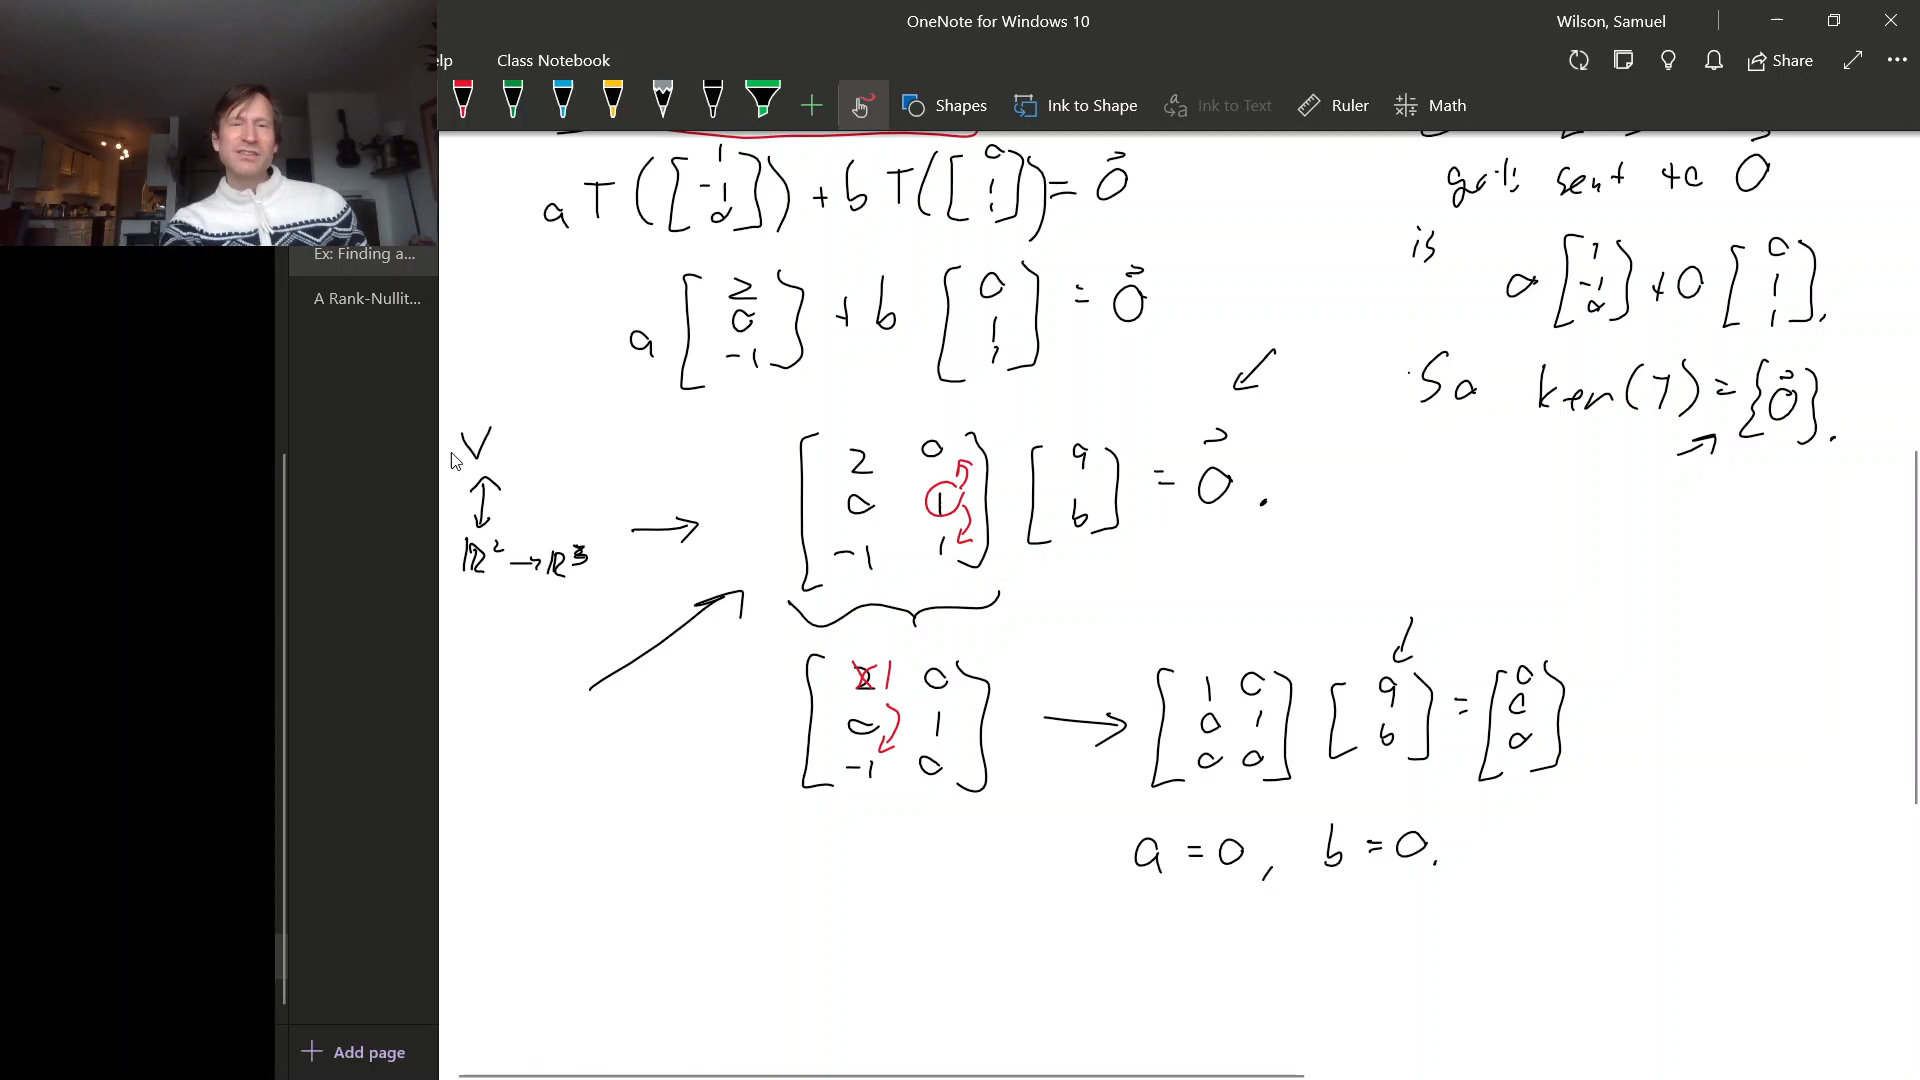 OneNote for Windows 10
Wilson, Samuel
elp Class Notebook
Share
Shapes Ink to Shape Ink to Text Ruler Math
Ex: Finding a...
A Rank-Nullit...
Add page
a T([1 -1 0]) + b T([0 1 1]) = 0⃗
a [2 0 -1] + b [0 1 1] = 0⃗
V
↕
ℝ² → ℝ³
→ [2 0; 0 1; -1 1] [a b] = 0⃗.
[2 1 0; 0 1; -1 0] → [1 0; 0 1; 0 0] [a b] = [0 0 0]
a = 0, b = 0.
gets sent to 0⃗
is 0 [1 -1 0] + 0 [0 1 1],
So ker(T) = {0⃗}.